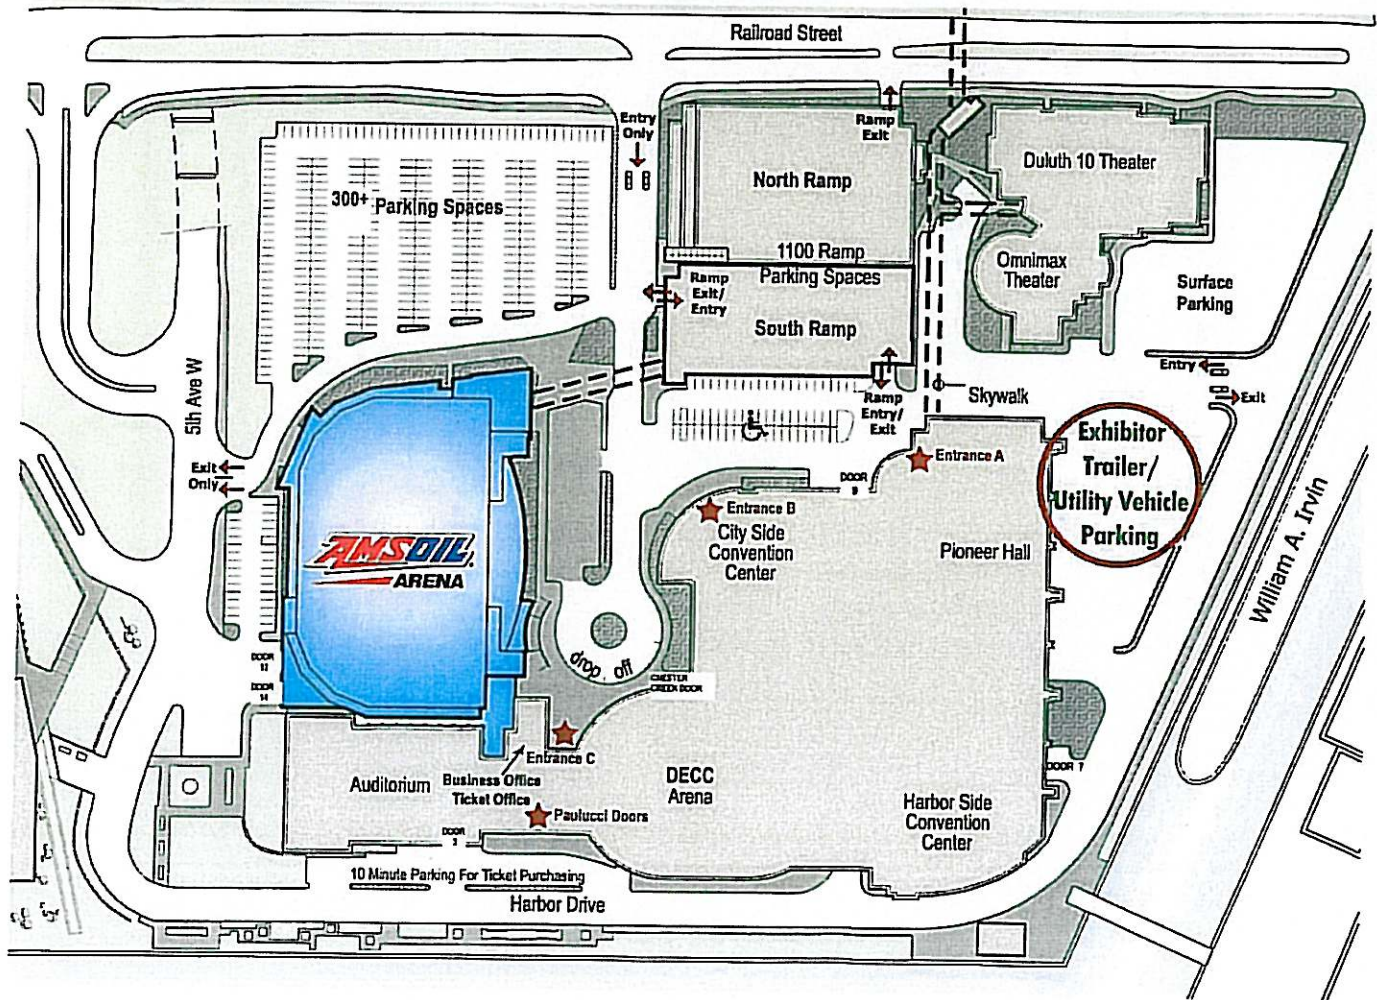 Railroad Street
Entry
Only
Ramp
Exit
North Ramp
Duluth 10 Theater
300+ Parking Spaces
1100 Ramp
Parking Spaces
Ramp
Exit/
Entry
South Ramp
Omnimax
Theater
Surface
Parking
Entry
Exit
Ramp
Entry/
Exit
Skywalk
5th Ave W
Exit
Only
Entrance A
DOOR
9
Entrance B
City Side
Convention
Center
Pioneer Hall
Exhibitor
Trailer/
Utility Vehicle
Parking
William A. Irvin
AMSOIL
ARENA
drop off
CHESTER
CREEK DOOR
DOOR
DOOR
14
Entrance C
Business Office
Ticket Office
Auditorium
Paulucci Doors
DECC
Arena
DOOR 7
Harbor Side
Convention
Center
DOOR
10 Minute Parking For Ticket Purchasing
Harbor Drive